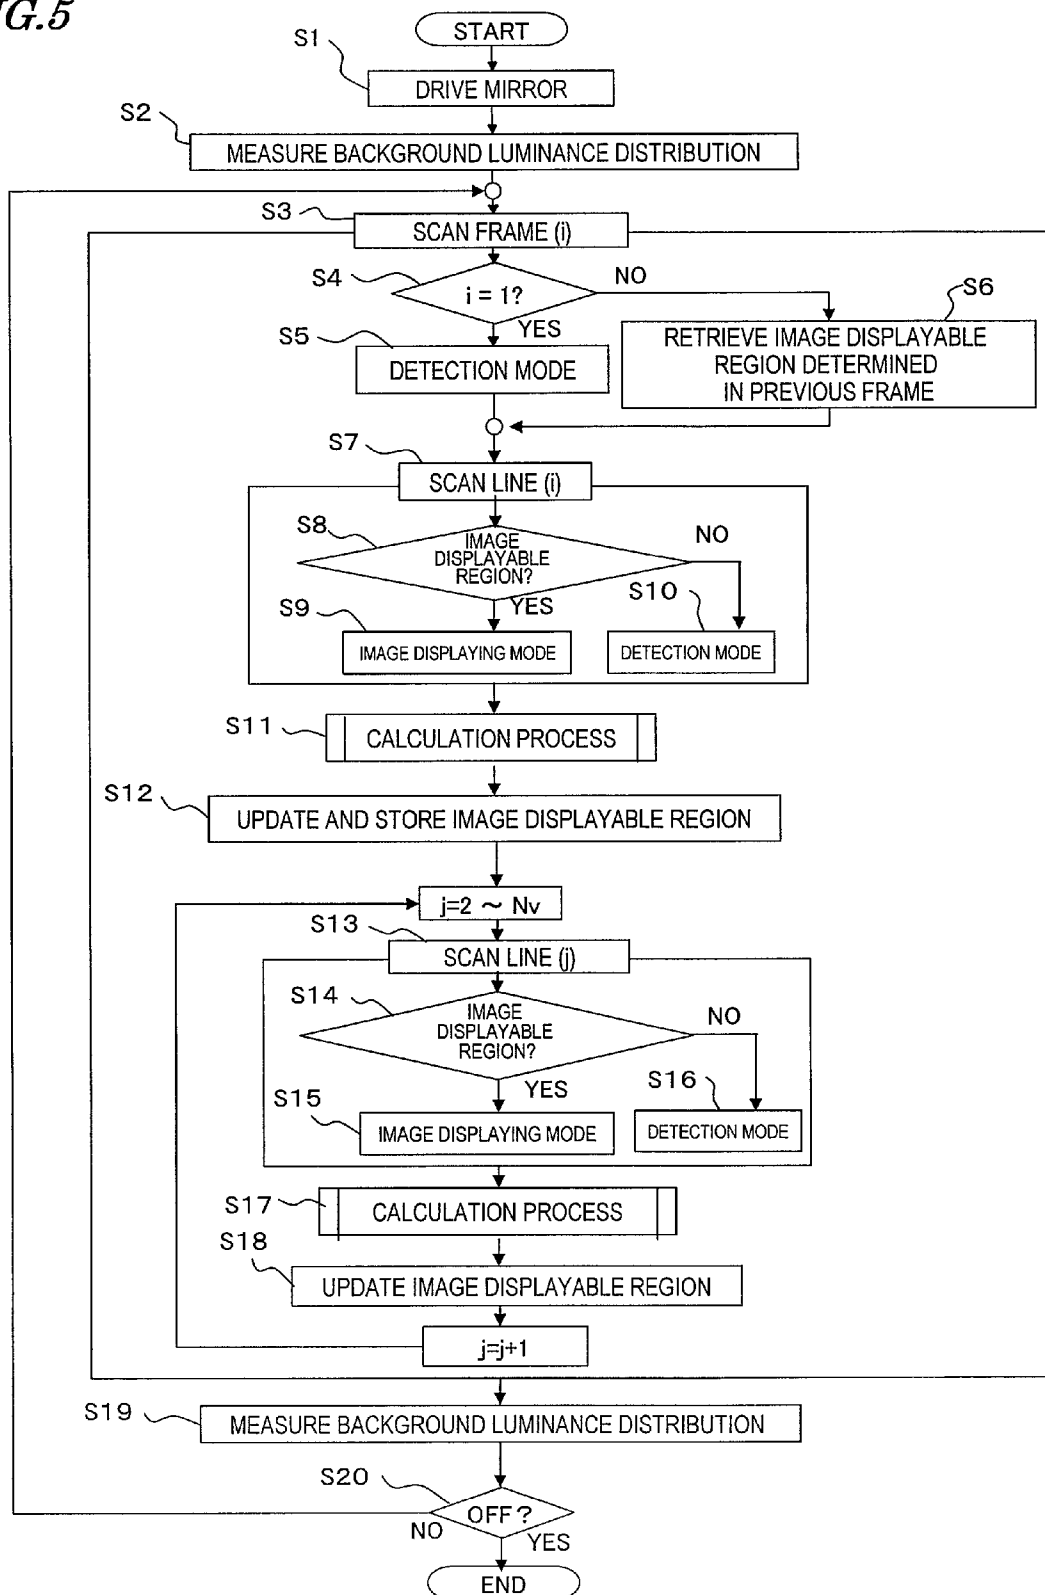 IG.5
START
S1
DRIVE MIRROR
S2
MEASURE BACKGROUND LUMINANCE DISTRIBUTION
S3
SCAN FRAME (i)
S4
i = 1?
NO
YES
S5
DETECTION MODE
S6
RETRIEVE IMAGE DISPLAYABLE
REGION DETERMINED
IN PREVIOUS FRAME
S7
SCAN LINE (i)
S8
IMAGE
DISPLAYABLE
REGION?
NO
YES
S9
IMAGE DISPLAYING MODE
S10
DETECTION MODE
S11
CALCULATION PROCESS
S12
UPDATE AND STORE IMAGE DISPLAYABLE REGION
j=2 ~ Nv
S13
SCAN LINE (j)
S14
IMAGE
DISPLAYABLE
REGION?
NO
YES
S15
IMAGE DISPLAYING MODE
S16
DETECTION MODE
S17
CALCULATION PROCESS
S18
UPDATE IMAGE DISPLAYABLE REGION
j=j+1
S19
MEASURE BACKGROUND LUMINANCE DISTRIBUTION
S20
OFF?
NO
YES
END